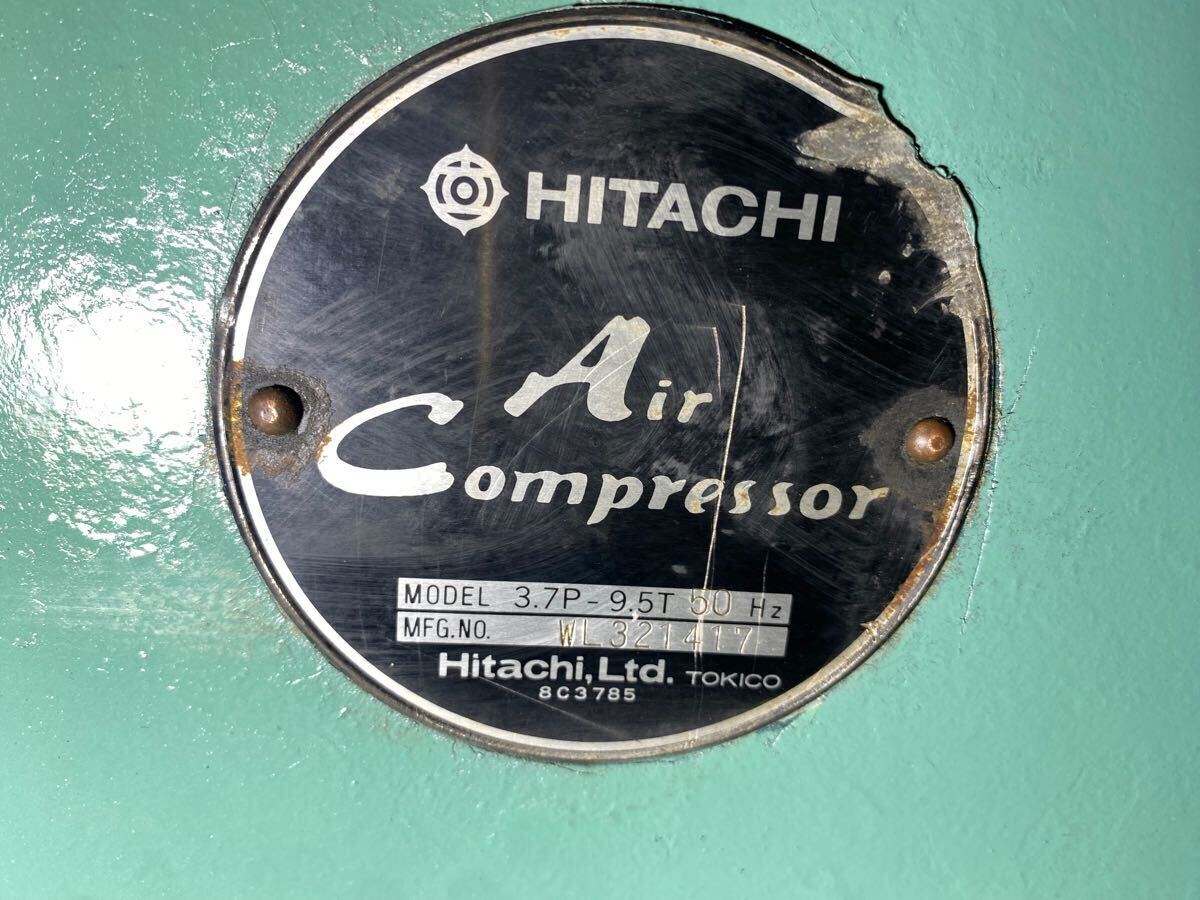 HITACHI
Air
Compressor
MODEL 3.7P-9.5T 50 Hz
MFG.NO. WL321417
Hitachi, Ltd. TOKICO
8C3785